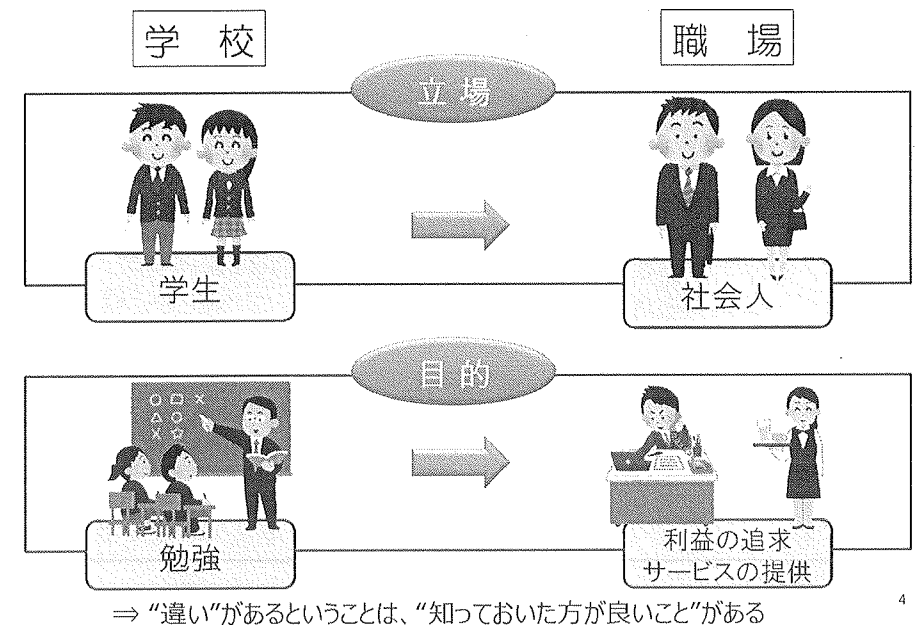 学　校
職　場
立 場
学生
社会人
目 的
○ □ ×
△ ○
× ☆
勉強
利益の追求
サービスの提供
⇒ “違い”があるということは、“知っておいた方が良いこと”がある
4